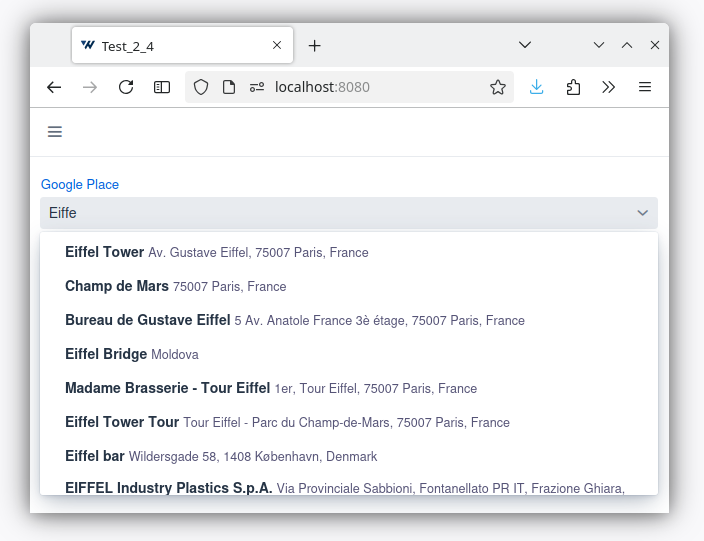 Test_2_4
localhost:8080
Google Place
Eiffe
Eiffel Tower Av. Gustave Eiffel, 75007 Paris, France
Champ de Mars 75007 Paris, France
Bureau de Gustave Eiffel 5 Av. Anatole France 3è étage, 75007 Paris, France
Eiffel Bridge Moldova
Madame Brasserie - Tour Eiffel 1er, Tour Eiffel, 75007 Paris, France
Eiffel Tower Tour Tour Eiffel - Parc du Champ-de-Mars, 75007 Paris, France
Eiffel bar Wildersgade 58, 1408 København, Denmark
EIFFEL Industry Plastics S.p.A. Via Provinciale Sabbioni, Fontanellato PR IT, Frazione Ghiara,